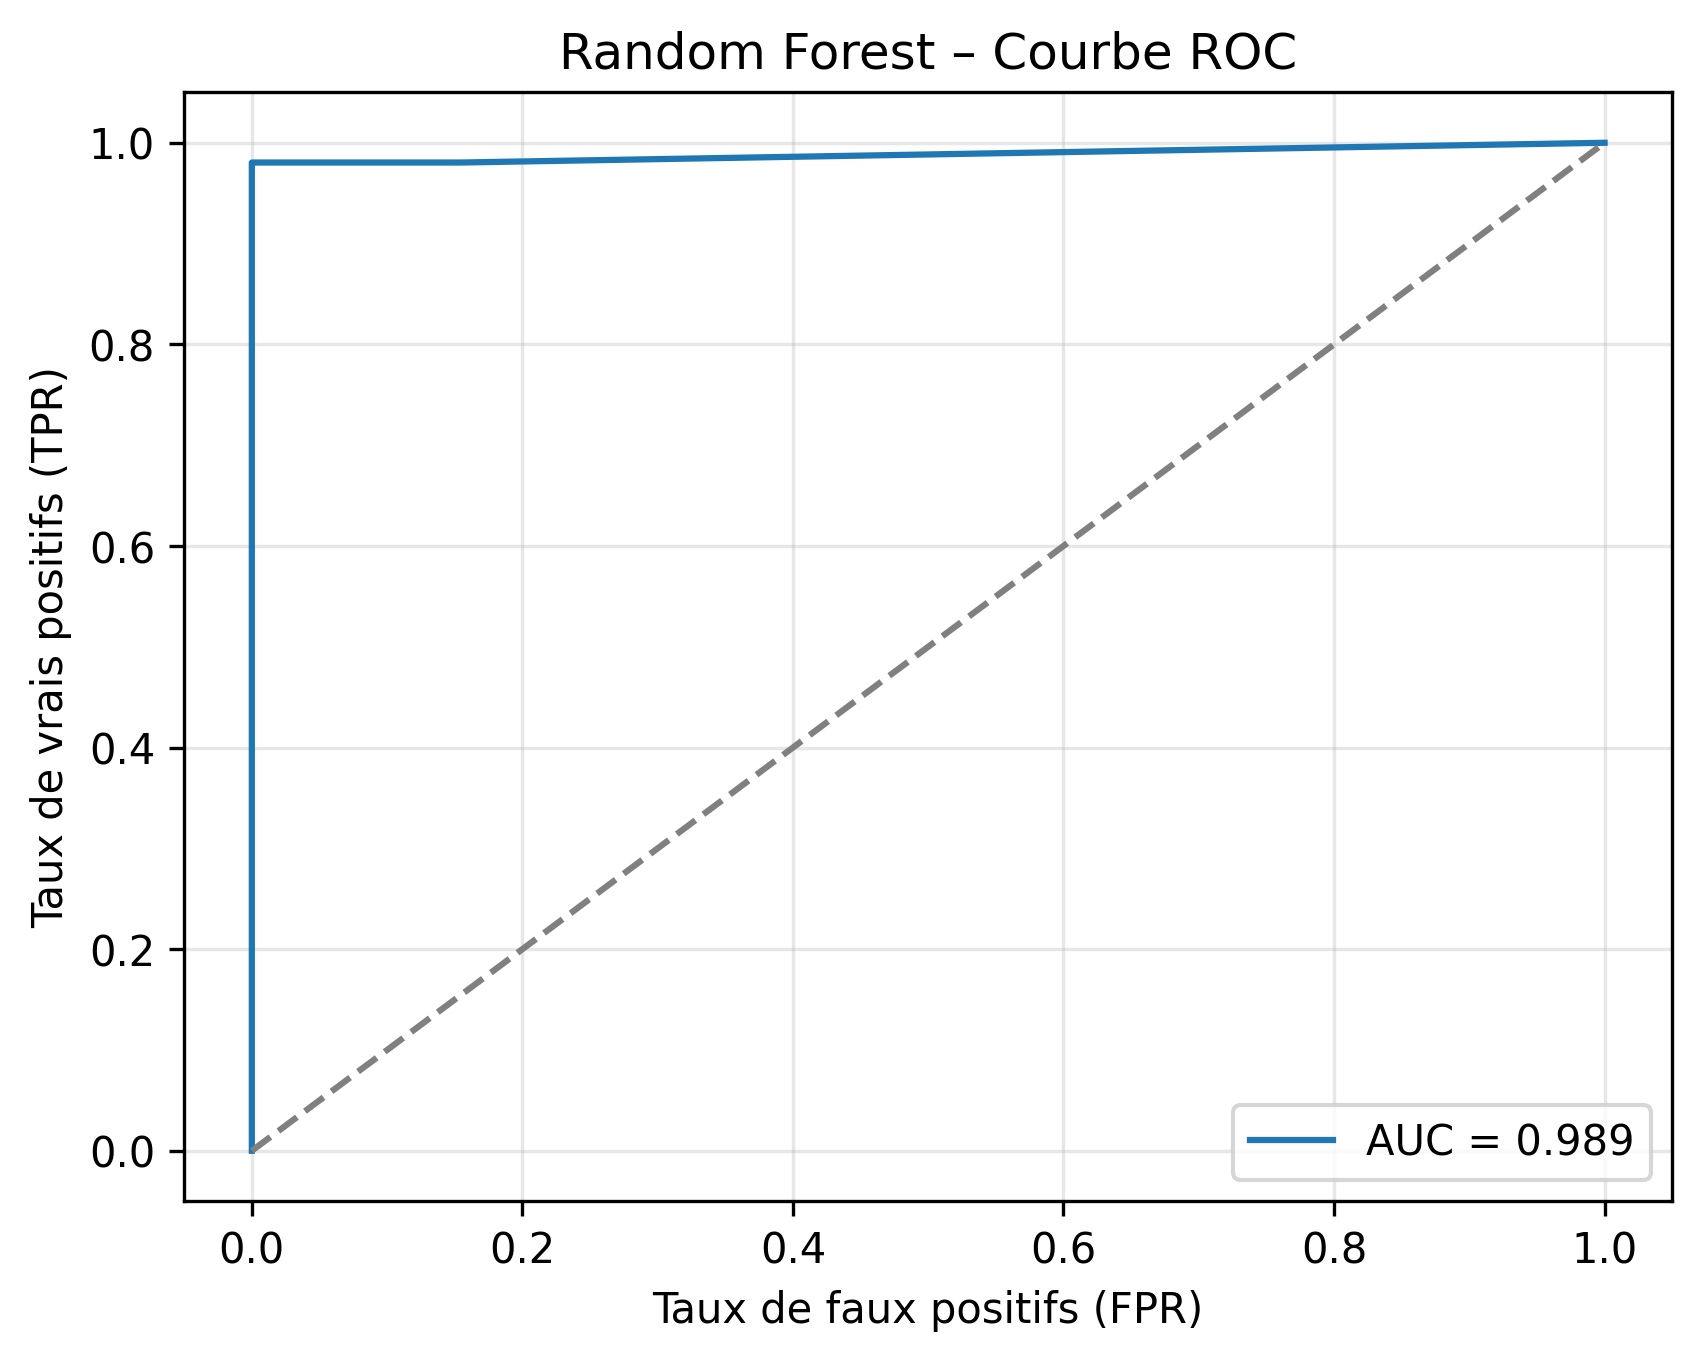 Random Forest – Courbe ROC
Taux de vrais positifs (TPR)
1.0
0.8
0.6
0.4
0.2
0.0
AUC = 0.989
0.0 0.2 0.4 0.6 0.8 1.0
Taux de faux positifs (FPR)